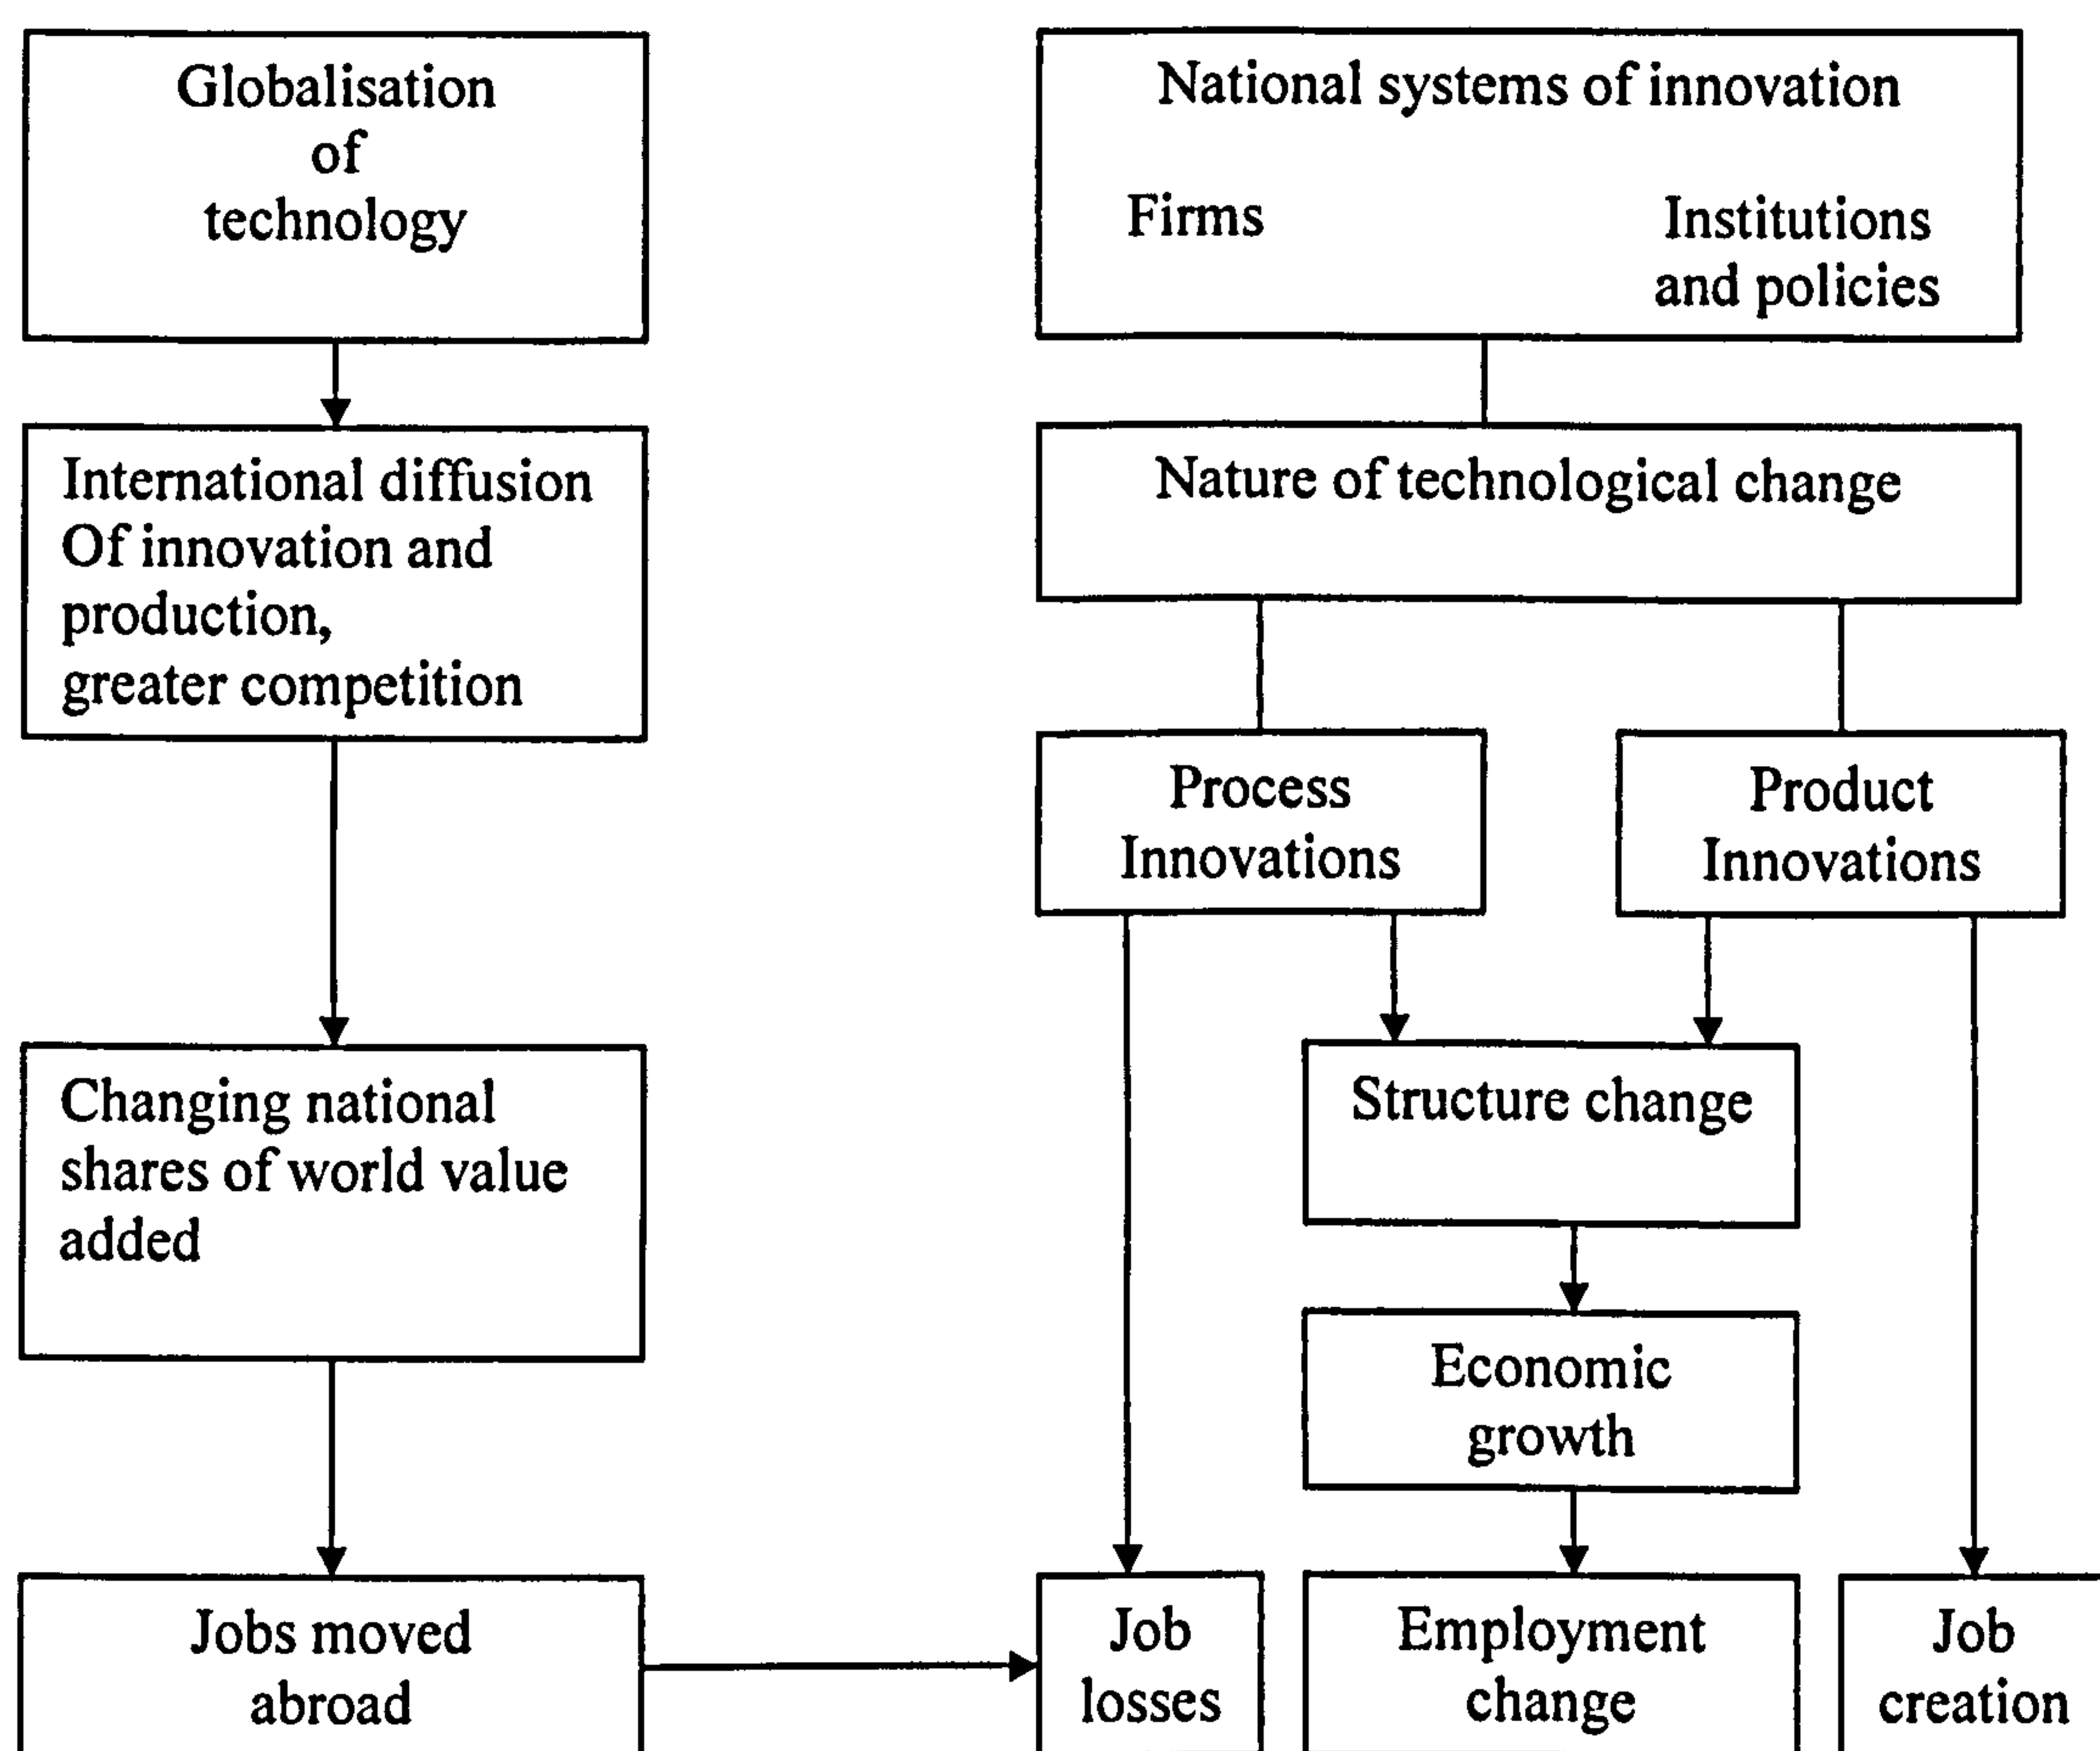 Globalisation
of
technology
National systems of innovation
Firms
Institutions
and policies
International diffusion
Of innovation and
production,
greater competition
Nature of technological change
Process
Innovations
Product
Innovations
Changing national
shares of world value
added
Structure change
Economic
growth
Jobs moved
abroad
Job
losses
Employment
change
Job
creation